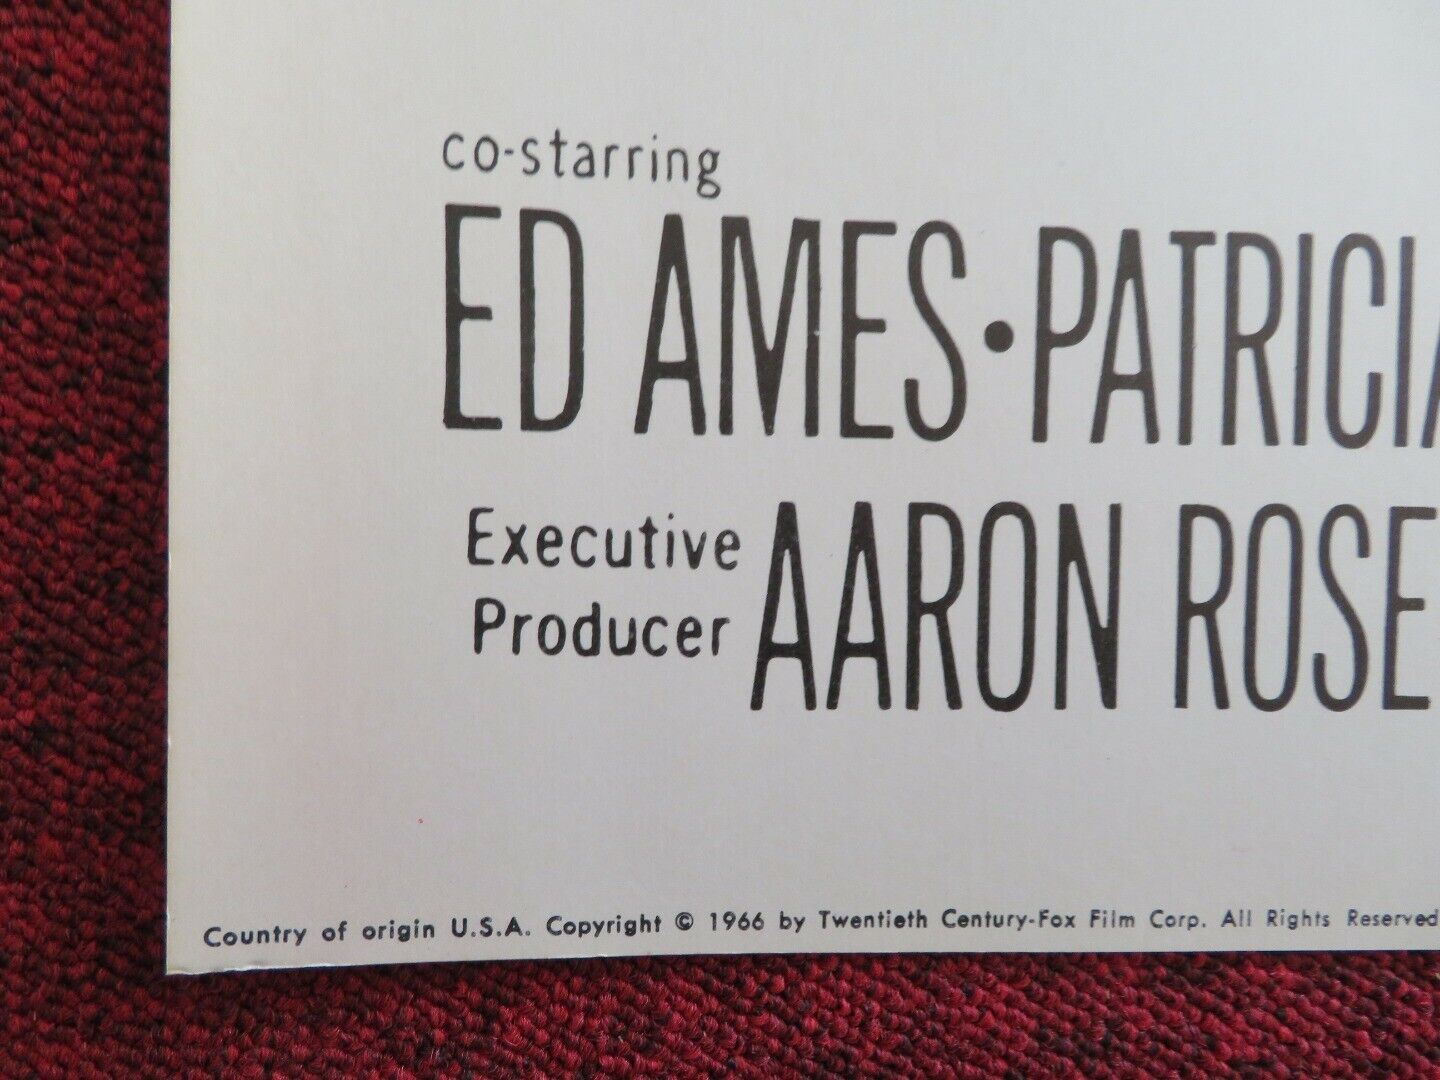 co-starring
ED AMES • PATRICIA
Executive
Producer AARON ROSE
Country of origin U.S.A. Copyright © 1966 by Twentieth Century-Fox Film Corp. All Rights Reserved